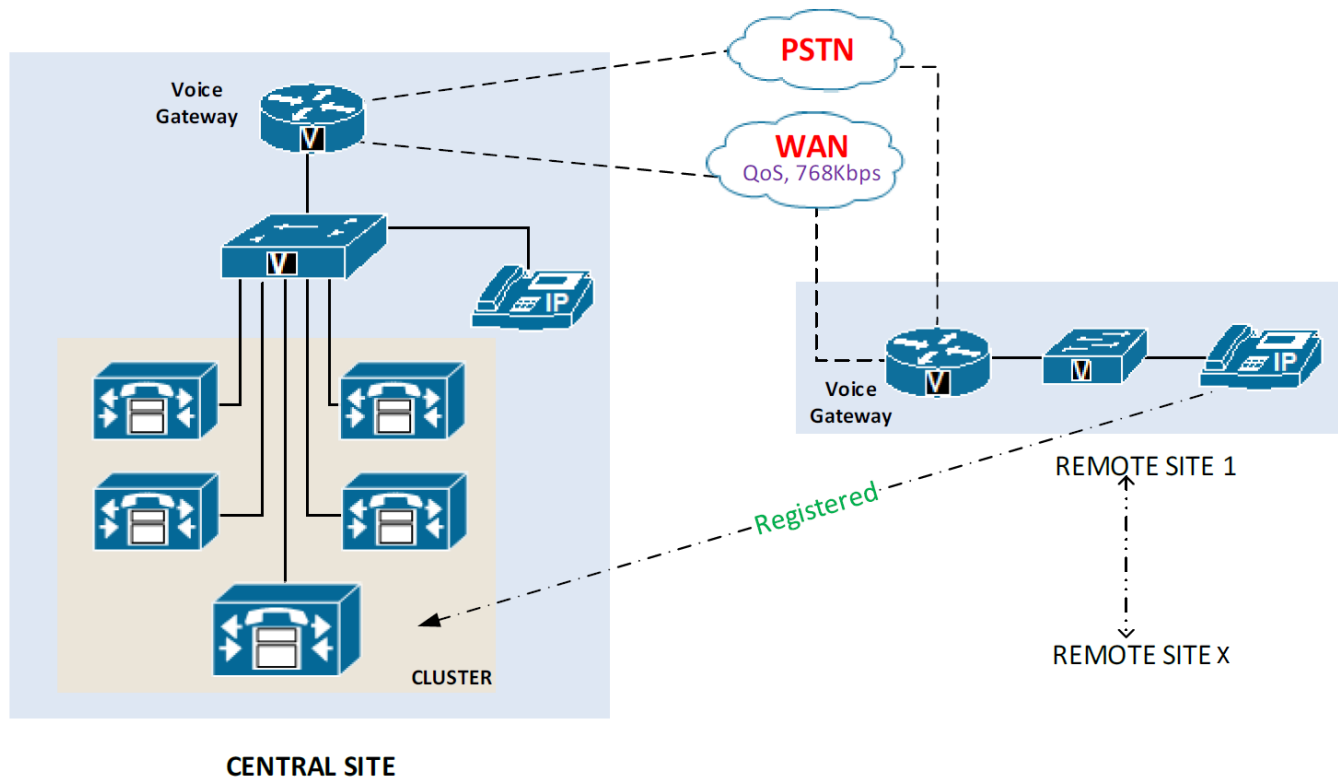 PSTN
Voice
Gateway
V
WAN
QoS, 768Kbps
V
IP
V
V
IP
Voice
Gateway
REMOTE SITE 1
Registered
REMOTE SITE X
CLUSTER
CENTRAL SITE